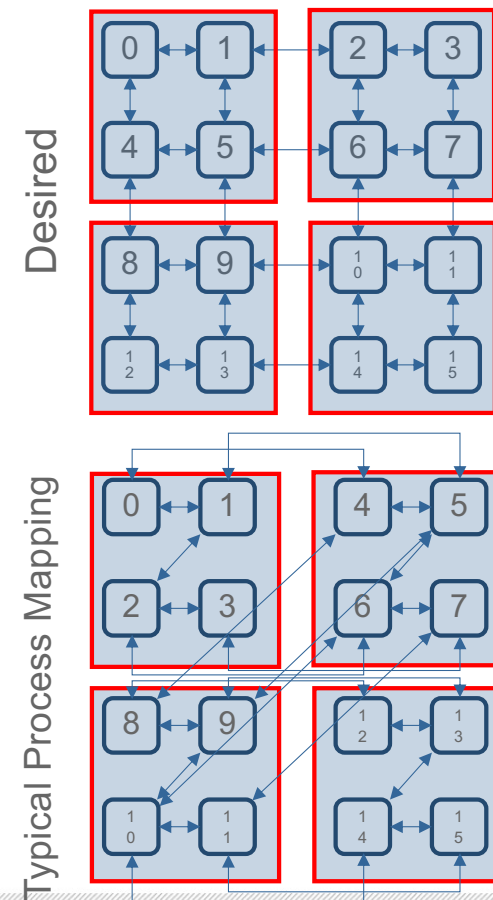 Desired
0 1 2 3
4 5 6 7
8 9 10 11
12 13 14 15
Typical Process Mapping
0 1 4 5
2 3 6 7
8 9 12 13
10 11 14 15